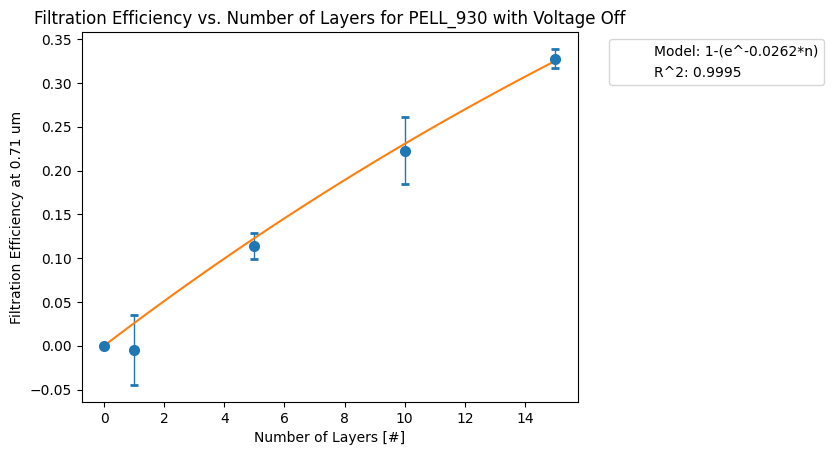 Filtration Efficiency vs. Number of Layers for PELL_930 with Voltage Off
Model: 1-(e^-0.0262*n)
R^2: 0.9995
Filtration Efficiency at 0.71 um
0.35
0.30
0.25
0.20
0.15
0.10
0.05
0.00
−0.05
0 2 4 6 8 10 12 14
Number of Layers [#]